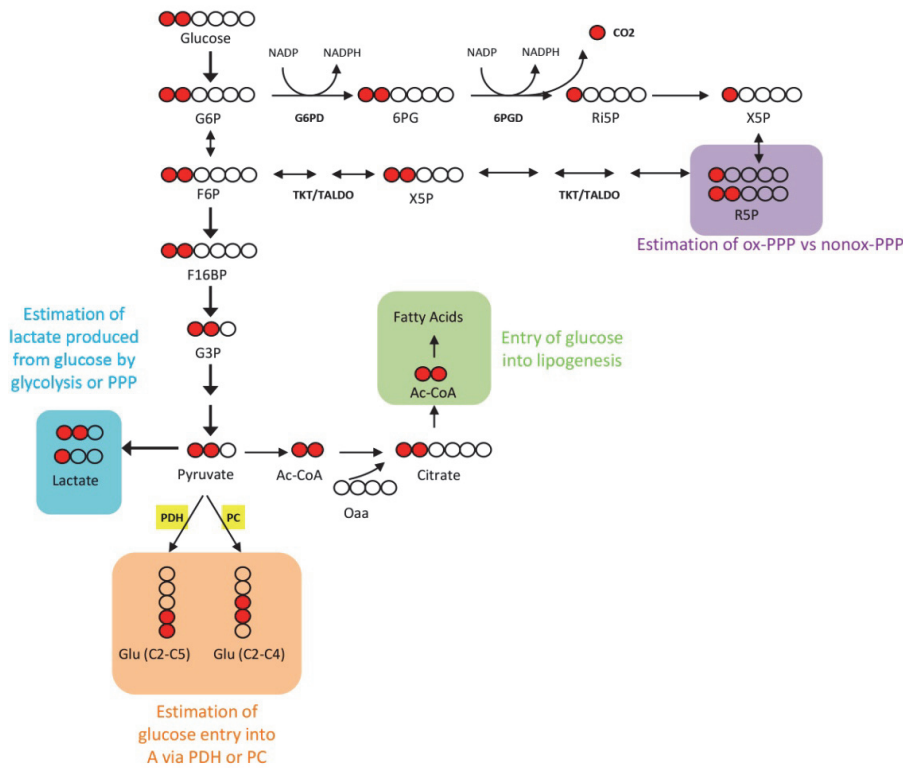 Glucose
NADP
NADPH
NADP
NADPH
CO2
G6P
G6PD
6PG
6PGD
Ri5P
X5P
F6P
TKT/TALDO
X5P
TKT/TALDO
R5P
Estimation of ox-PPP vs nonox-PPP
F16BP
Estimation of
lactate produced
from glucose by
glycolysis or PPP
G3P
Fatty Acids
Ac-CoA
Entry of glucose
into lipogenesis
Lactate
Pyruvate
Ac-CoA
Citrate
Oaa
PDH
PC
Glu (C2-C5)
Glu (C2-C4)
Estimation of
glucose entry into
A via PDH or PC